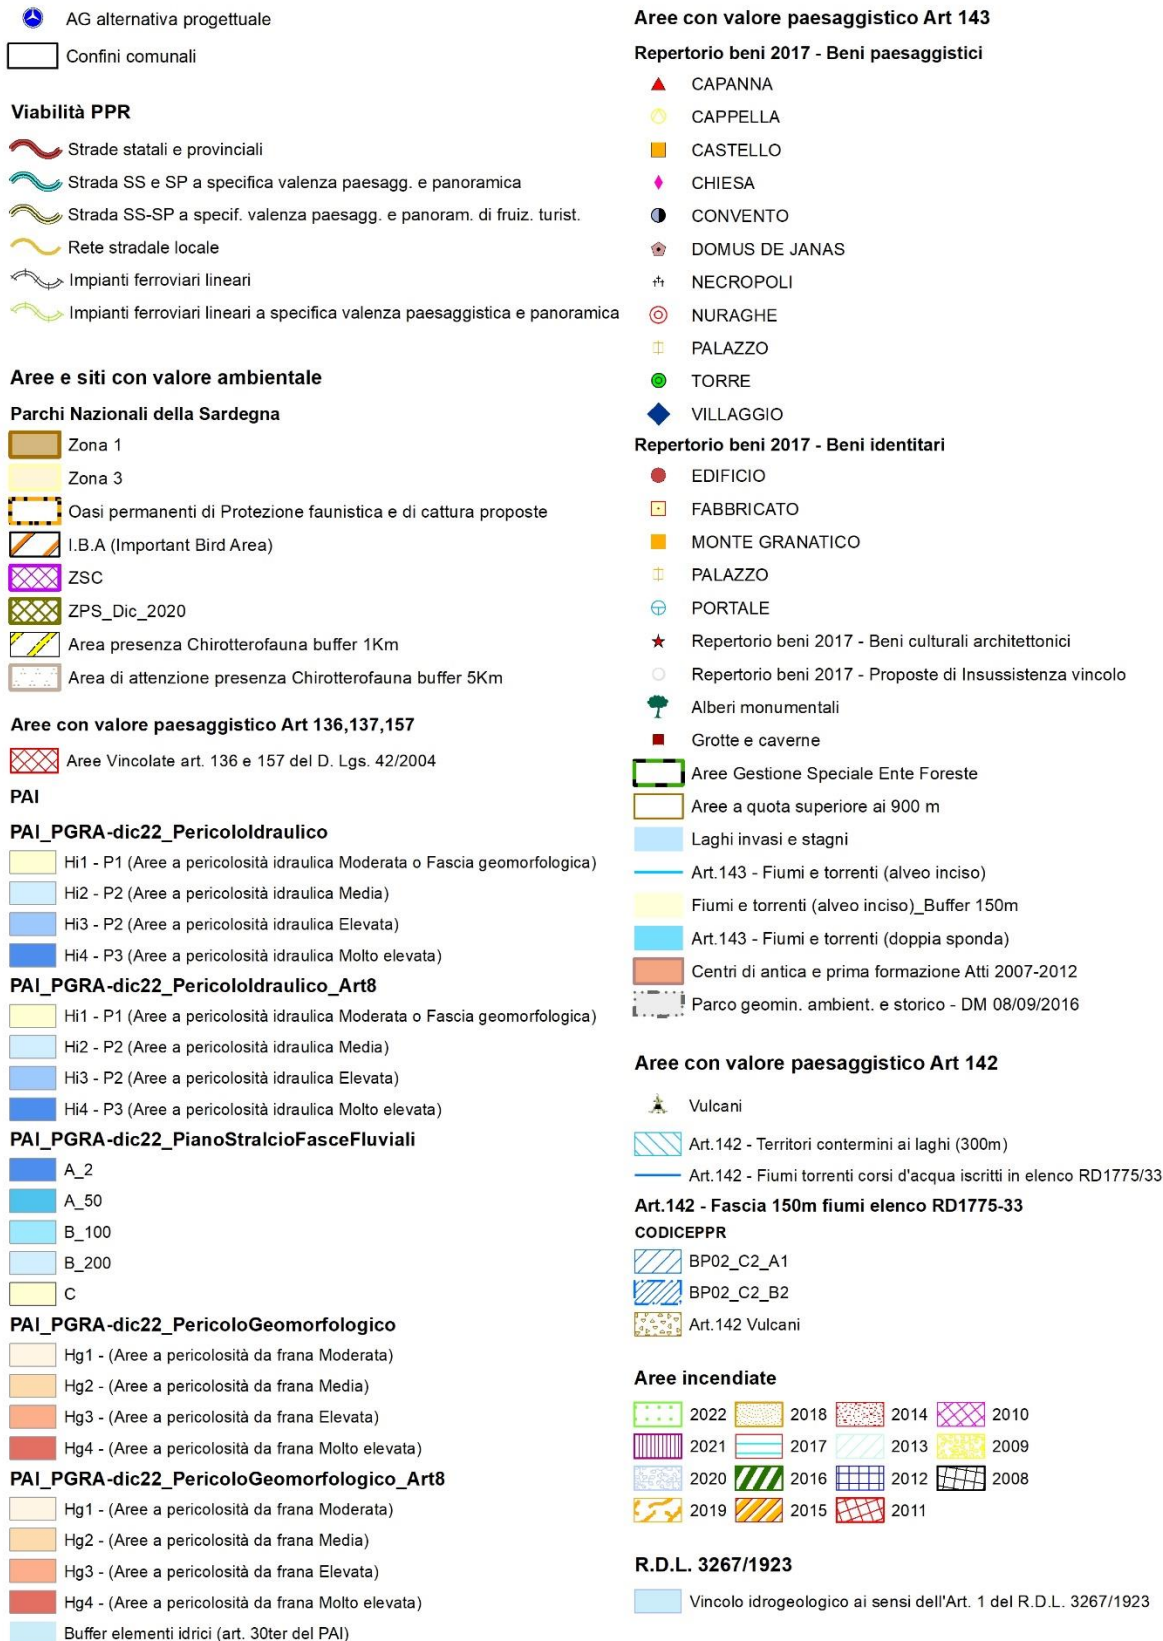 AG alternativa progettuale
Confini comunali
Viabilità PPR
Strade statali e provinciali
Strada SS e SP a specifica valenza paesagg. e panoramica
Strada SS-SP a specif. valenza paesagg. e panoram. di fruiz. turist.
Rete stradale locale
Impianti ferroviari lineari
Impianti ferroviari lineari a specifica valenza paesaggistica e panoramica
Aree e siti con valore ambientale
Parchi Nazionali della Sardegna
Zona 1
Zona 3
Oasi permanenti di Protezione faunistica e di cattura proposte
I.B.A (Important Bird Area)
ZSC
ZPS_Dic_2020
Area presenza Chirotterofauna buffer 1Km
Area di attenzione presenza Chirotterofauna buffer 5Km
Aree con valore paesaggistico Art 136,137,157
Aree Vincolate art. 136 e 157 del D. Lgs. 42/2004
PAI
PAI_PGRA-dic22_PericoloIdraulico
Hi1 - P1 (Aree a pericolosità idraulica Moderata o Fascia geomorfologica)
Hi2 - P2 (Aree a pericolosità idraulica Media)
Hi3 - P2 (Aree a pericolosità idraulica Elevata)
Hi4 - P3 (Aree a pericolosità idraulica Molto elevata)
PAI_PGRA-dic22_PericoloIdraulico_Art8
Hi1 - P1 (Aree a pericolosità idraulica Moderata o Fascia geomorfologica)
Hi2 - P2 (Aree a pericolosità idraulica Media)
Hi3 - P2 (Aree a pericolosità idraulica Elevata)
Hi4 - P3 (Aree a pericolosità idraulica Molto elevata)
PAI_PGRA-dic22_PianoStralcioFasceFluviali
A_2
A_50
B_100
B_200
C
PAI_PGRA-dic22_PericoloGeomorfologico
Hg1 - (Aree a pericolosità da frana Moderata)
Hg2 - (Aree a pericolosità da frana Media)
Hg3 - (Aree a pericolosità da frana Elevata)
Hg4 - (Aree a pericolosità da frana Molto elevata)
PAI_PGRA-dic22_PericoloGeomorfologico_Art8
Hg1 - (Aree a pericolosità da frana Moderata)
Hg2 - (Aree a pericolosità da frana Media)
Hg3 - (Aree a pericolosità da frana Elevata)
Hg4 - (Aree a pericolosità da frana Molto elevata)
Buffer elementi idrici (art. 30ter del PAI)
Aree con valore paesaggistico Art 143
Repertorio beni 2017 - Beni paesaggistici
CAPANNA
CAPPELLA
CASTELLO
CHIESA
CONVENTO
DOMUS DE JANAS
NECROPOLI
NURAGHE
PALAZZO
TORRE
VILLAGGIO
Repertorio beni 2017 - Beni identitari
EDIFICIO
FABBRICATO
MONTE GRANATICO
PALAZZO
PORTALE
Repertorio beni 2017 - Beni culturali architettonici
Repertorio beni 2017 - Proposte di Insussistenza vincolo
Alberi monumentali
Grotte e caverne
Aree Gestione Speciale Ente Foreste
Aree a quota superiore ai 900 m
Laghi invasi e stagni
Art.143 - Fiumi e torrenti (alveo inciso)
Fiumi e torrenti (alveo inciso)_Buffer 150m
Art.143 - Fiumi e torrenti (doppia sponda)
Centri di antica e prima formazione Atti 2007-2012
Parco geomin. ambient. e storico - DM 08/09/2016
Aree con valore paesaggistico Art 142
Vulcani
Art.142 - Territori contermini ai laghi (300m)
Art.142 - Fiumi torrenti corsi d'acqua iscritti in elenco RD1775/33
Art.142 - Fascia 150m fiumi elenco RD1775-33
CODICEPPR
BP02_C2_A1
BP02_C2_B2
Art.142 Vulcani
Aree incendiate
2022 2018 2014 2010
2021 2017 2013 2009
2020 2016 2012 2008
2019 2015 2011
R.D.L. 3267/1923
Vincolo idrogeologico ai sensi dell'Art. 1 del R.D.L. 3267/1923